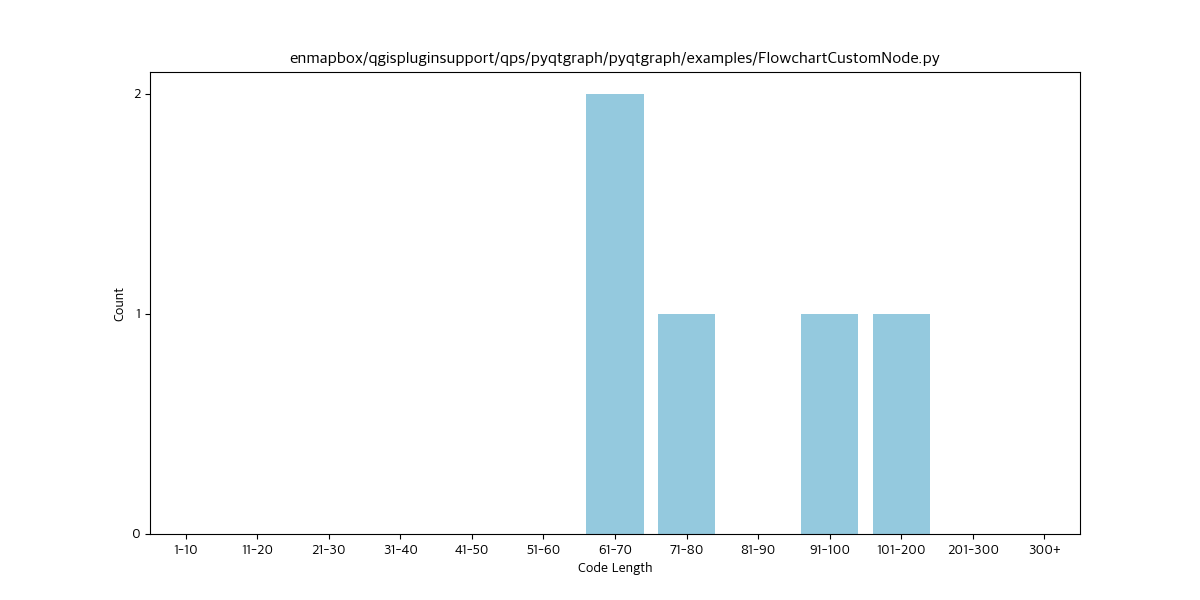 enmapbox/qgispluginsupport/qps/pyqtgraph/pyqtgraph/examples/FlowchartCustomNode.py
2
1
0
Count
1-10 11-20 21-30 31-40 41-50 51-60 61-70 71-80 81-90 91-100 101-200 201-300 300+
Code Length